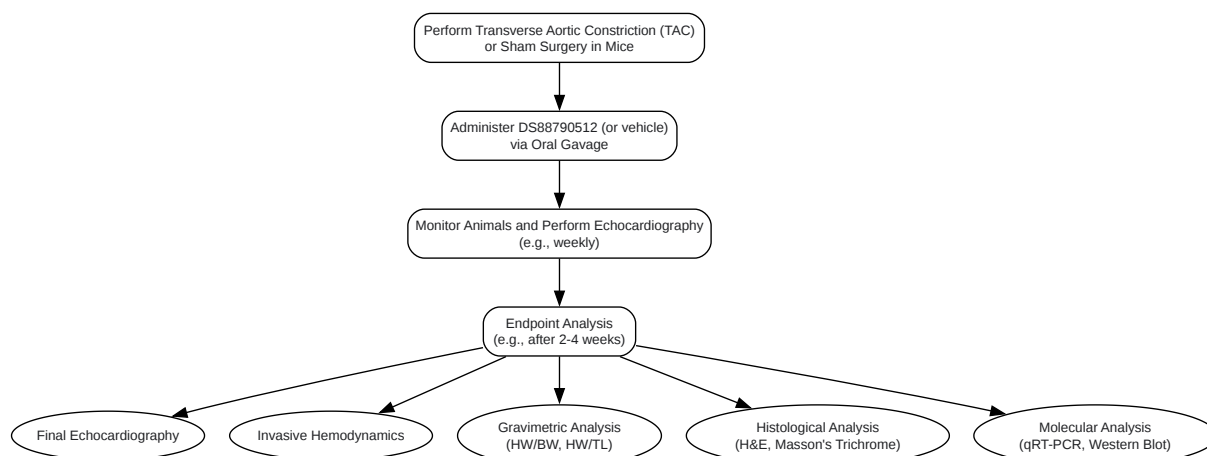 Perform Transverse Aortic Constriction (TAC)
or Sham Surgery in Mice
Administer DS88790512 (or vehicle)
via Oral Gavage
Monitor Animals and Perform Echocardiography
(e.g., weekly)
Endpoint Analysis
(e.g., after 2-4 weeks)
Final Echocardiography
Invasive Hemodynamics
Gravimetric Analysis
(HW/BW, HW/TL)
Histological Analysis
(H&E, Masson's Trichrome)
Molecular Analysis
(qRT-PCR, Western Blot)